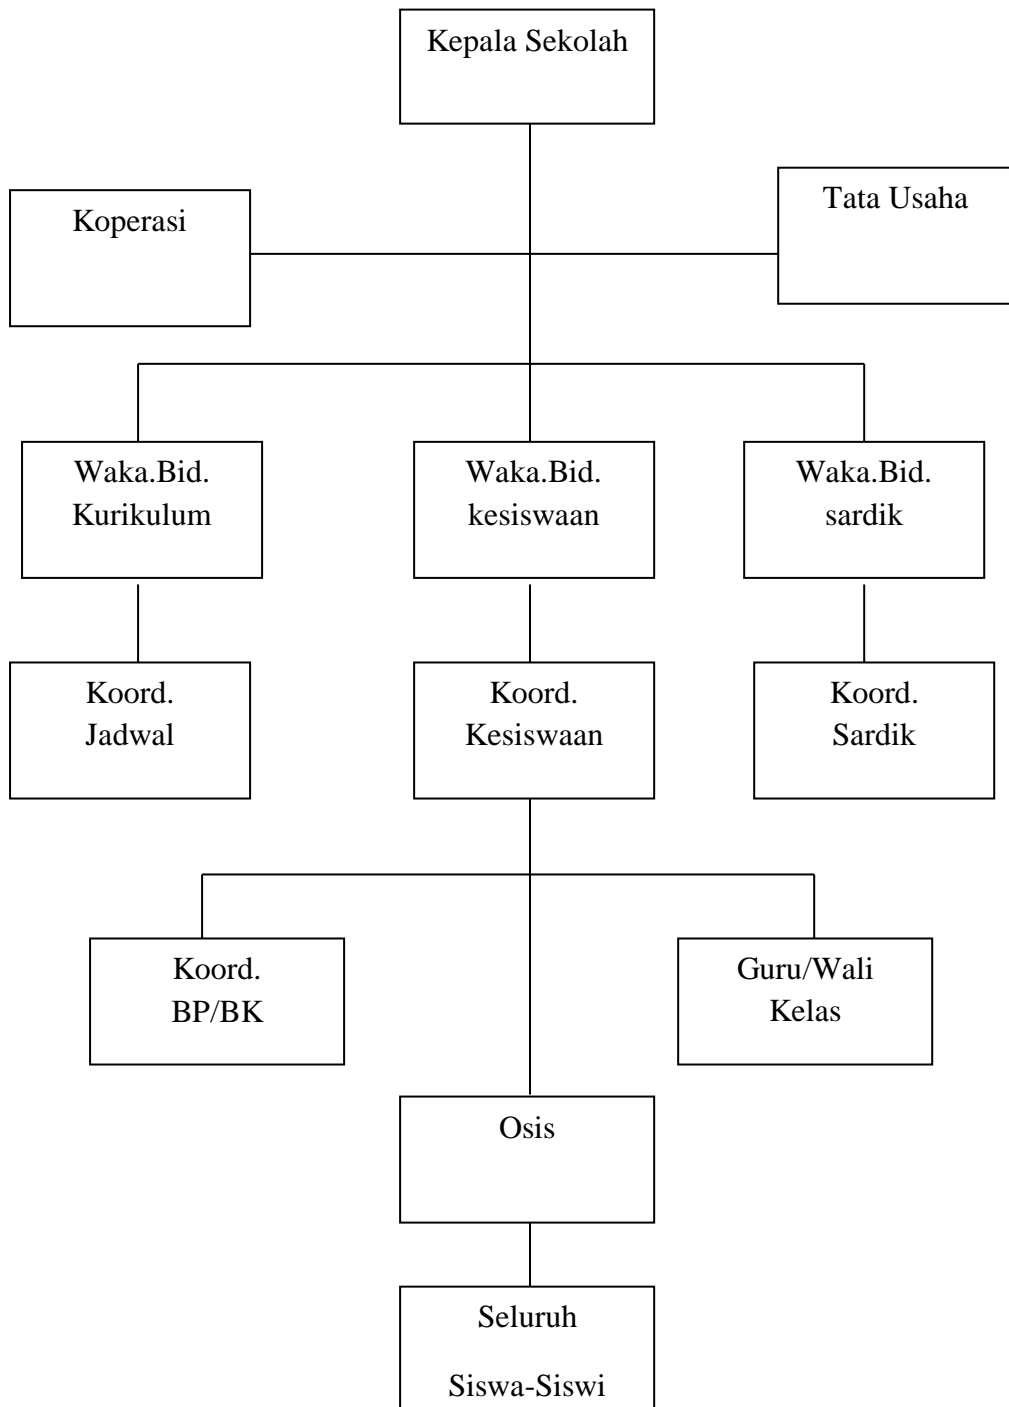 Kepala Sekolah
Koperasi
Tata Usaha
Waka.Bid.
Kurikulum
Waka.Bid.
kesiswaan
Waka.Bid.
sardik
Koord.
Jadwal
Koord.
Kesiswaan
Koord.
Sardik
Koord.
BP/BK
Guru/Wali
Kelas
Osis
Seluruh
Siswa-Siswi